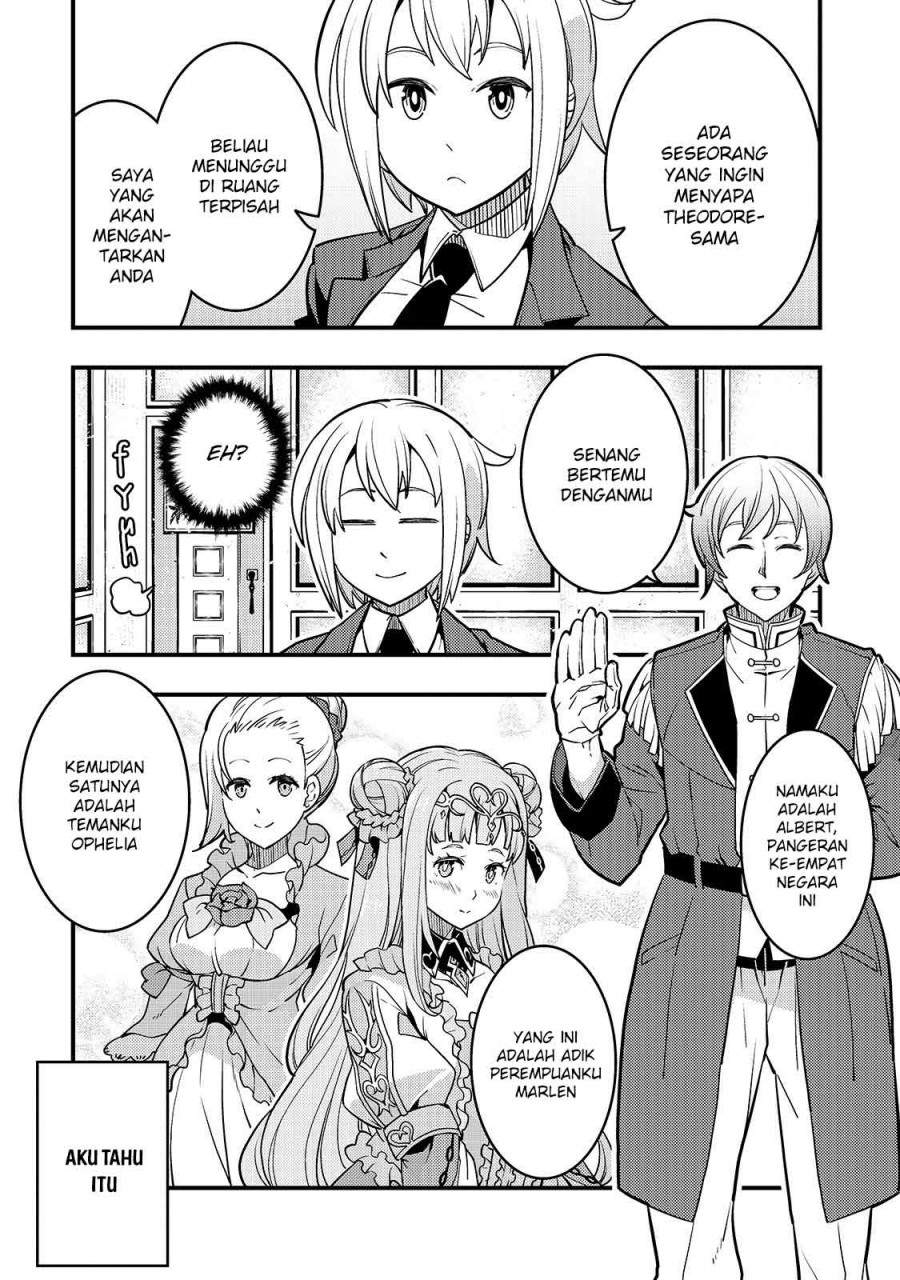 ADA
SESEORANG
YANG INGIN
MENYAPA
THEODORE-
SAMA
BELIAU
MENUNGGU
DI RUANG
TERPISAH
SAYA
YANG
AKAN
MENGAN-
TARKAN
ANDA
SENANG
BERTEMU
DENGANMU
EH?
fyuh
NAMAKU
ADALAH
ALBERT,
PANGERAN
KE-EMPAT
NEGARA
INI
YANG INI
ADALAH ADIK
PEREMPUANKU
MARLEN
KEMUDIAN
SATUNYA
ADALAH
TEMANKU
OPHELIA
AKU TAHU
ITU